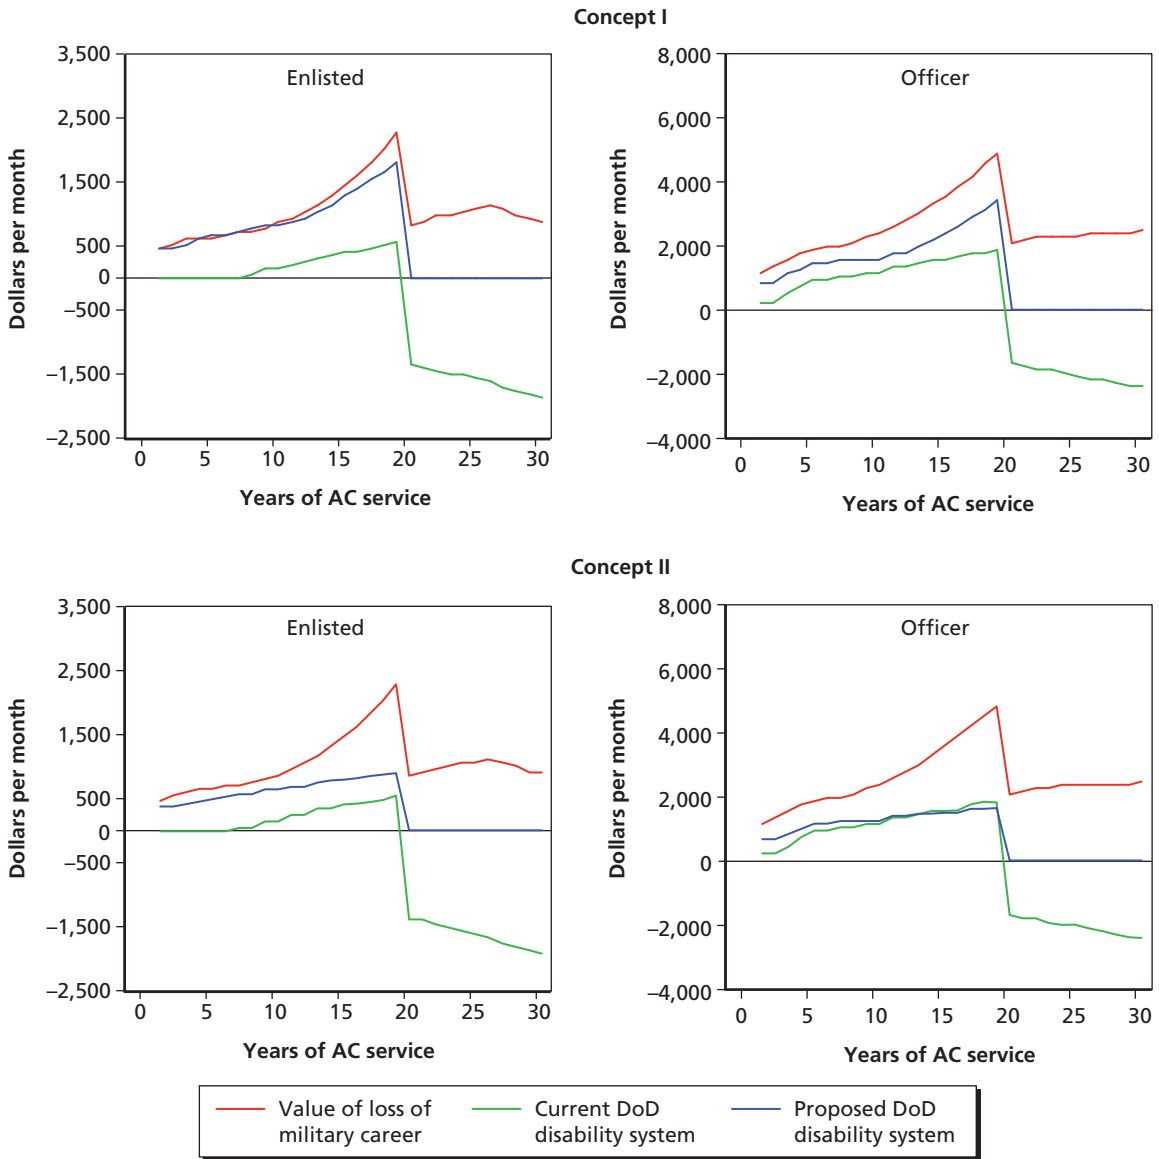 Concept I
Enlisted
Dollars per month
3,500
2,500
1,500
500
0
–500
–1,500
–2,500
0 5 10 15 20 25 30
Years of AC service
Officer
Dollars per month
8,000
6,000
4,000
2,000
0
–2,000
–4,000
0 5 10 15 20 25 30
Years of AC service
Concept II
Enlisted
Dollars per month
3,500
2,500
1,500
500
0
–500
–1,500
–2,500
0 5 10 15 20 25 30
Years of AC service
Officer
Dollars per month
8,000
6,000
4,000
2,000
0
–2,000
–4,000
0 5 10 15 20 25 30
Years of AC service
Value of loss of
military career
Current DoD
disability system
Proposed DoD
disability system